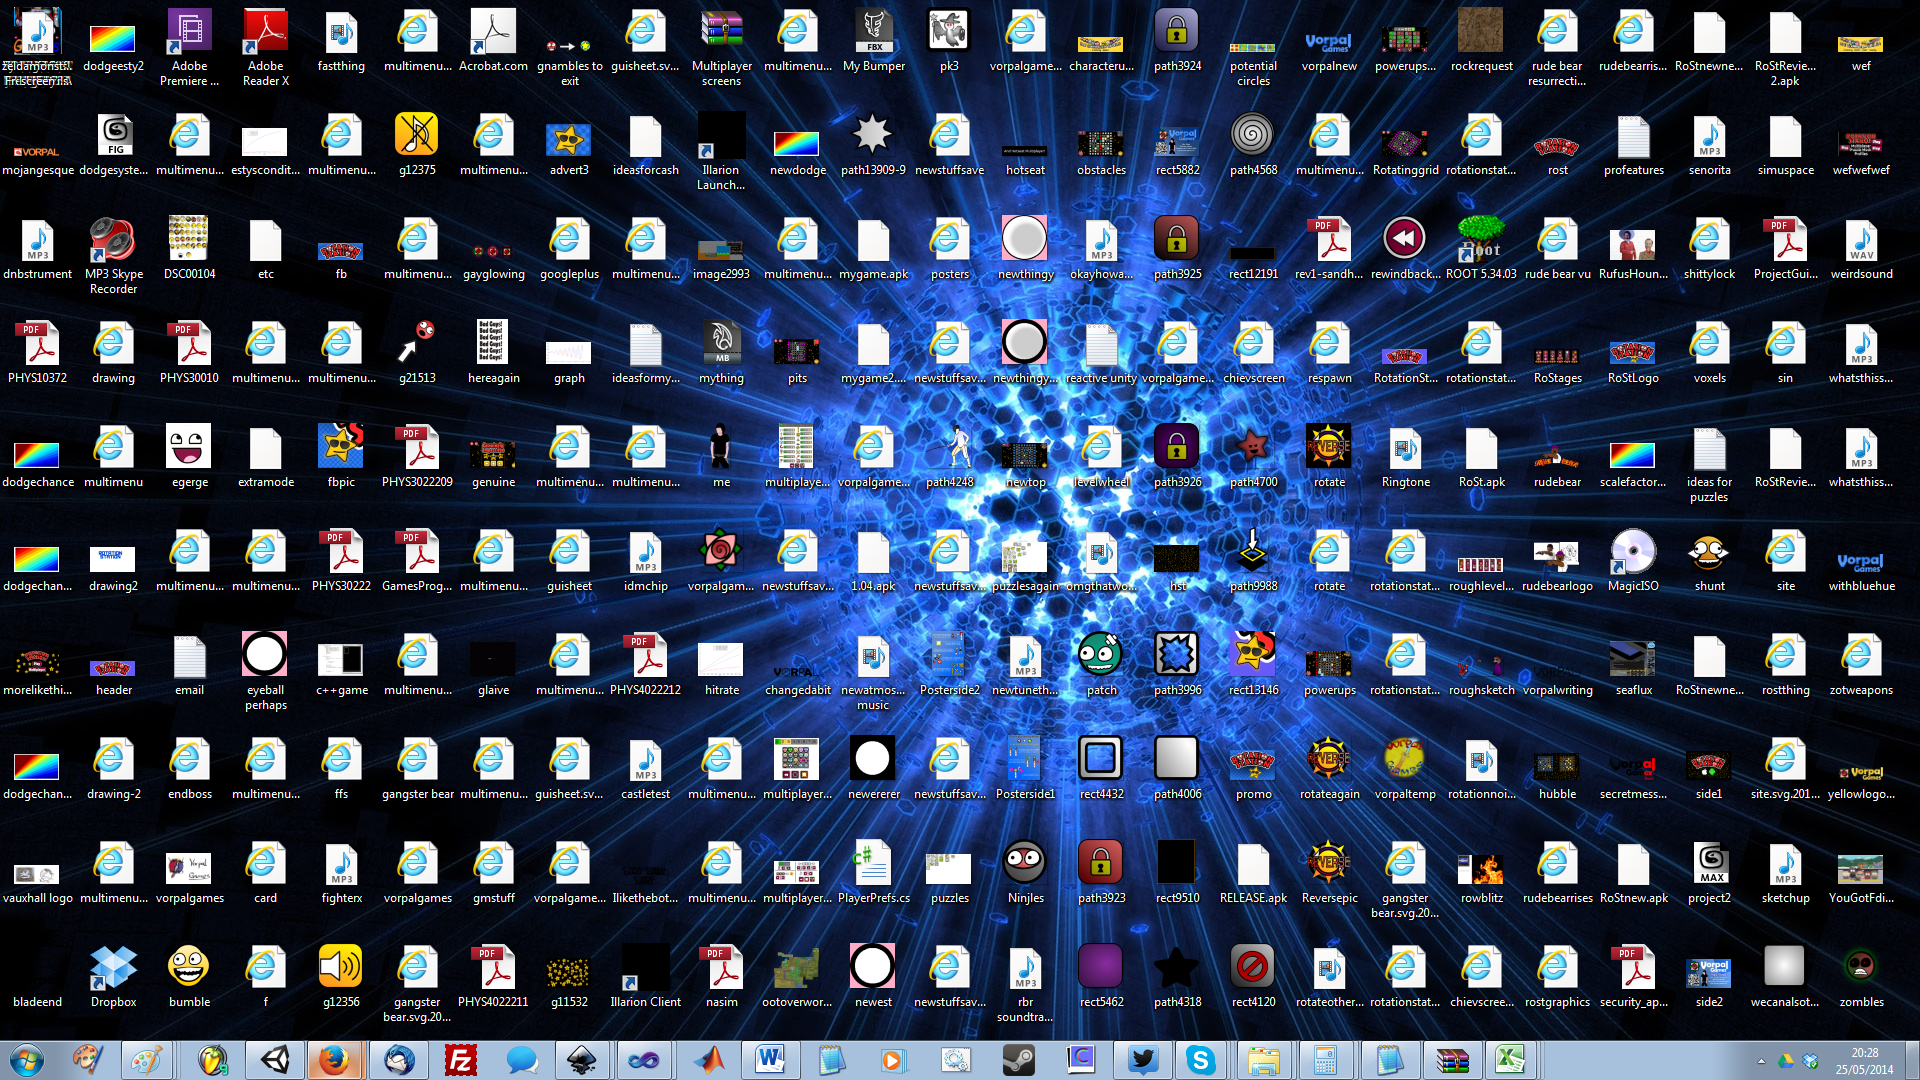 dodgeesty2
Adobe Premiere ...
Adobe Reader X
fastthing
multimenu...
Acrobat.com
gnambles to exit
guisheet.sv...
Multiplayer screens
multimenu...
My Bumper
pk3
vorpalgame...
characteru...
path3924
potential circles
vorpalnew
powerups...
rockrequest
rude bear resurrecti...
rudebearris...
RoStnewne...
RoStRevie... 2.apk
wef
mojangesque
dodgesyste...
multimenu...
estyscondit...
multimenu...
g12375
multimenu...
advert3
ideasforcash
Illarion Launch...
newdodge
path13909-9
newstuffsave
hotseat
obstacles
rect5882
path4568
multimenu...
Rotatinggrid
rotationstat...
rost
profeatures
senorita
simuspace
wefwefwef
dnbstrument
MP3 Skype Recorder
DSC00104
etc
fb
multimenu...
gayglowing
googleplus
multimenu...
image2993
multimenu...
mygame.apk
posters
newthingy
okayhowa...
path3925
rect12191
rev1-sandh...
rewindback...
ROOT 5.34.03
rude bear vu
RufusHoun...
shittylock
ProjectGui...
weirdsound
PHYS10372
drawing
PHYS30010
multimenu...
multimenu...
g21513
hereagain
graph
ideasformy...
mything
pits
mygame2....
newstuffsav...
newthingy...
reactive unity
vorpalgame...
chievscreen
respawn
RotationSt...
rotationstat...
RoStages
RoStLogo
voxels
sin
whatsthiss...
dodgechance
multimenu
egerge
extramode
fbpic
PHYS3022209
genuine
multimenu...
multimenu...
me
multiplaye...
vorpalgame...
path4248
newtop
levelwheel
path3926
path4700
rotate
Ringtone
RoSt.apk
rudebear
scalefactor...
ideas for puzzles
RoStRevie...
whatsthiss...
dodgechan...
drawing2
multimenu...
multimenu...
PHYS30222
GamesProg...
multimenu...
guisheet
idmchip
vorpalgam...
newstuffsav...
1.04.apk
newstuffsav...
puzzlesagain
omgthatwo...
hst
path9988
rotate
rotationstat...
roughlevel...
rudebearlogo
MagicISO
shunt
site
withbluehue
morelikethi...
header
email
eyeball perhaps
c++game
multimenu...
glaive
multimenu...
PHYS4022212
hitrate
changedabit
newatmos... music
Posterside2
newtuneth...
patch
path3996
rect13146
powerups
rotationstat...
roughsketch
vorpalwriting
seaflux
RoStnewne...
rostthing
zotweapons
dodgechan...
drawing-2
endboss
multimenu...
ffs
gangster bear
multimenu...
guisheet.sv...
castletest
multimenu...
multiplayer...
newererer
newstuffsav...
Posterside1
rect4432
path4006
promo
rotateagain
vorpaltemp
rotationnoi...
hubble
secretmess...
side1
site.svg.201...
yellowlogo...
vauxhall logo
multimenu...
vorpalgames
card
fighterx
vorpalgames
gmstuff
vorpalgame...
Ilikethebot...
multimenu...
multiplayer...
PlayerPrefs.cs
puzzles
Ninjles
path3923
rect9510
RELEASE.apk
Reversepic
gangster bear.svg.20...
rowblitz
rudebearrises
RoStnew.apk
project2
sketchup
YouGotFdi...
bladeend
Dropbox
bumble
f
g12356
gangster bear.svg.20...
PHYS4022211
g11532
Illarion Client
nasim
ootoverwor...
newest
newstuffsav...
rbr soundtra...
rect5462
path4318
rect4120
rotateother...
rotationstat...
chievscree...
rostgraphics
security_ap...
side2
wecanalsot...
zombles
20:28
25/05/2014